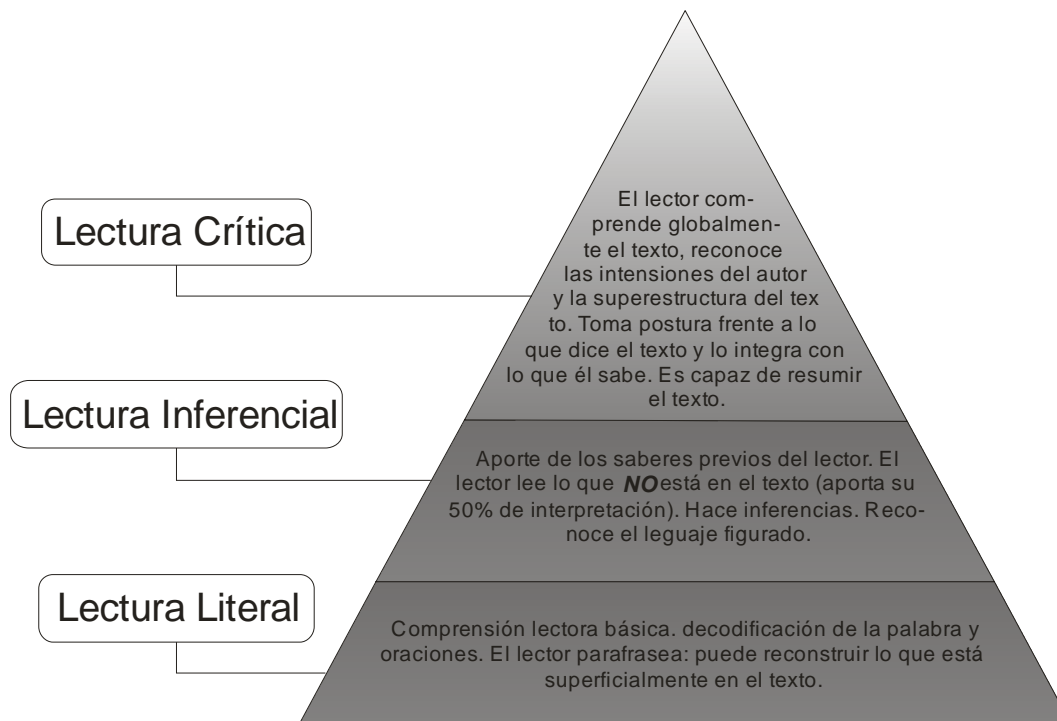 Lectura Crítica
El lector com-
prende globalmen-
te el texto, reconoce
las intensiones del autor
y la superestructura del tex
to. Toma postura frente a lo
que dice el texto y lo integra con
lo que él sabe. Es capaz de resumir
el texto.
Lectura Inferencial
Aporte de los saberes previos del lector. El
lector lee lo que NO está en el texto (aporta su
50% de interpretación). Hace inferencias. Reco-
noce el leguaje figurado.
Lectura Literal
Comprensión lectora básica. decodificación de la palabra y
oraciones. El lector parafrasea: puede reconstruir lo que está
superficialmente en el texto.